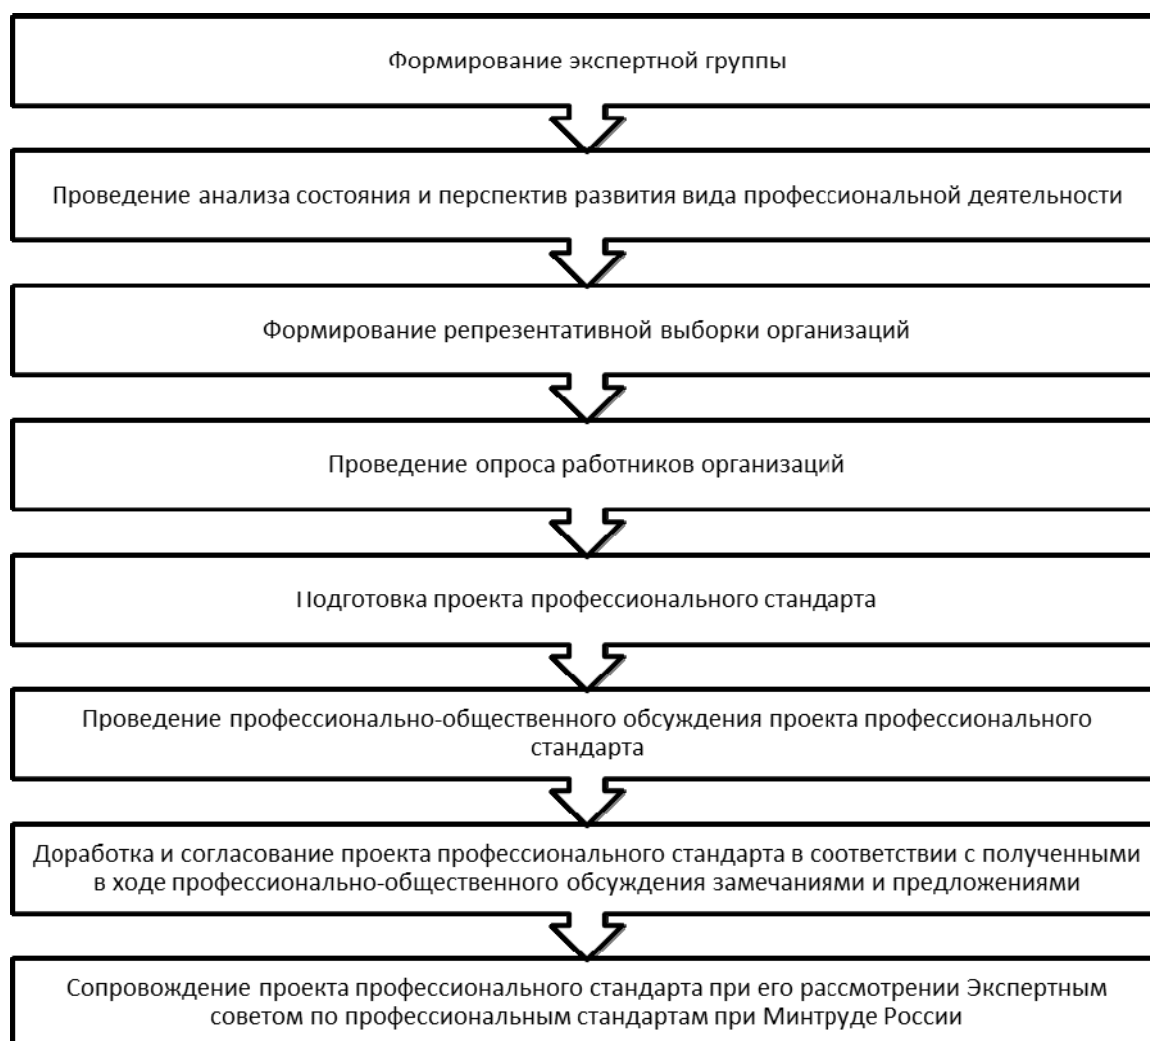 Формирование экспертной группы
Проведение анализа состояния и перспектив развития вида профессиональной деятельности
Формирование репрезентативной выборки организаций
Проведение опроса работников организаций
Подготовка проекта профессионального стандарта
Проведение профессионально-общественного обсуждения проекта профессионального
стандарта
Доработка и согласование проекта профессионального стандарта в соответствии с полученными
в ходе профессионально-общественного обсуждения замечаниями и предложениями
Сопровождение проекта профессионального стандарта при его рассмотрении Экспертным
советом по профессиональным стандартам при Минтруде России